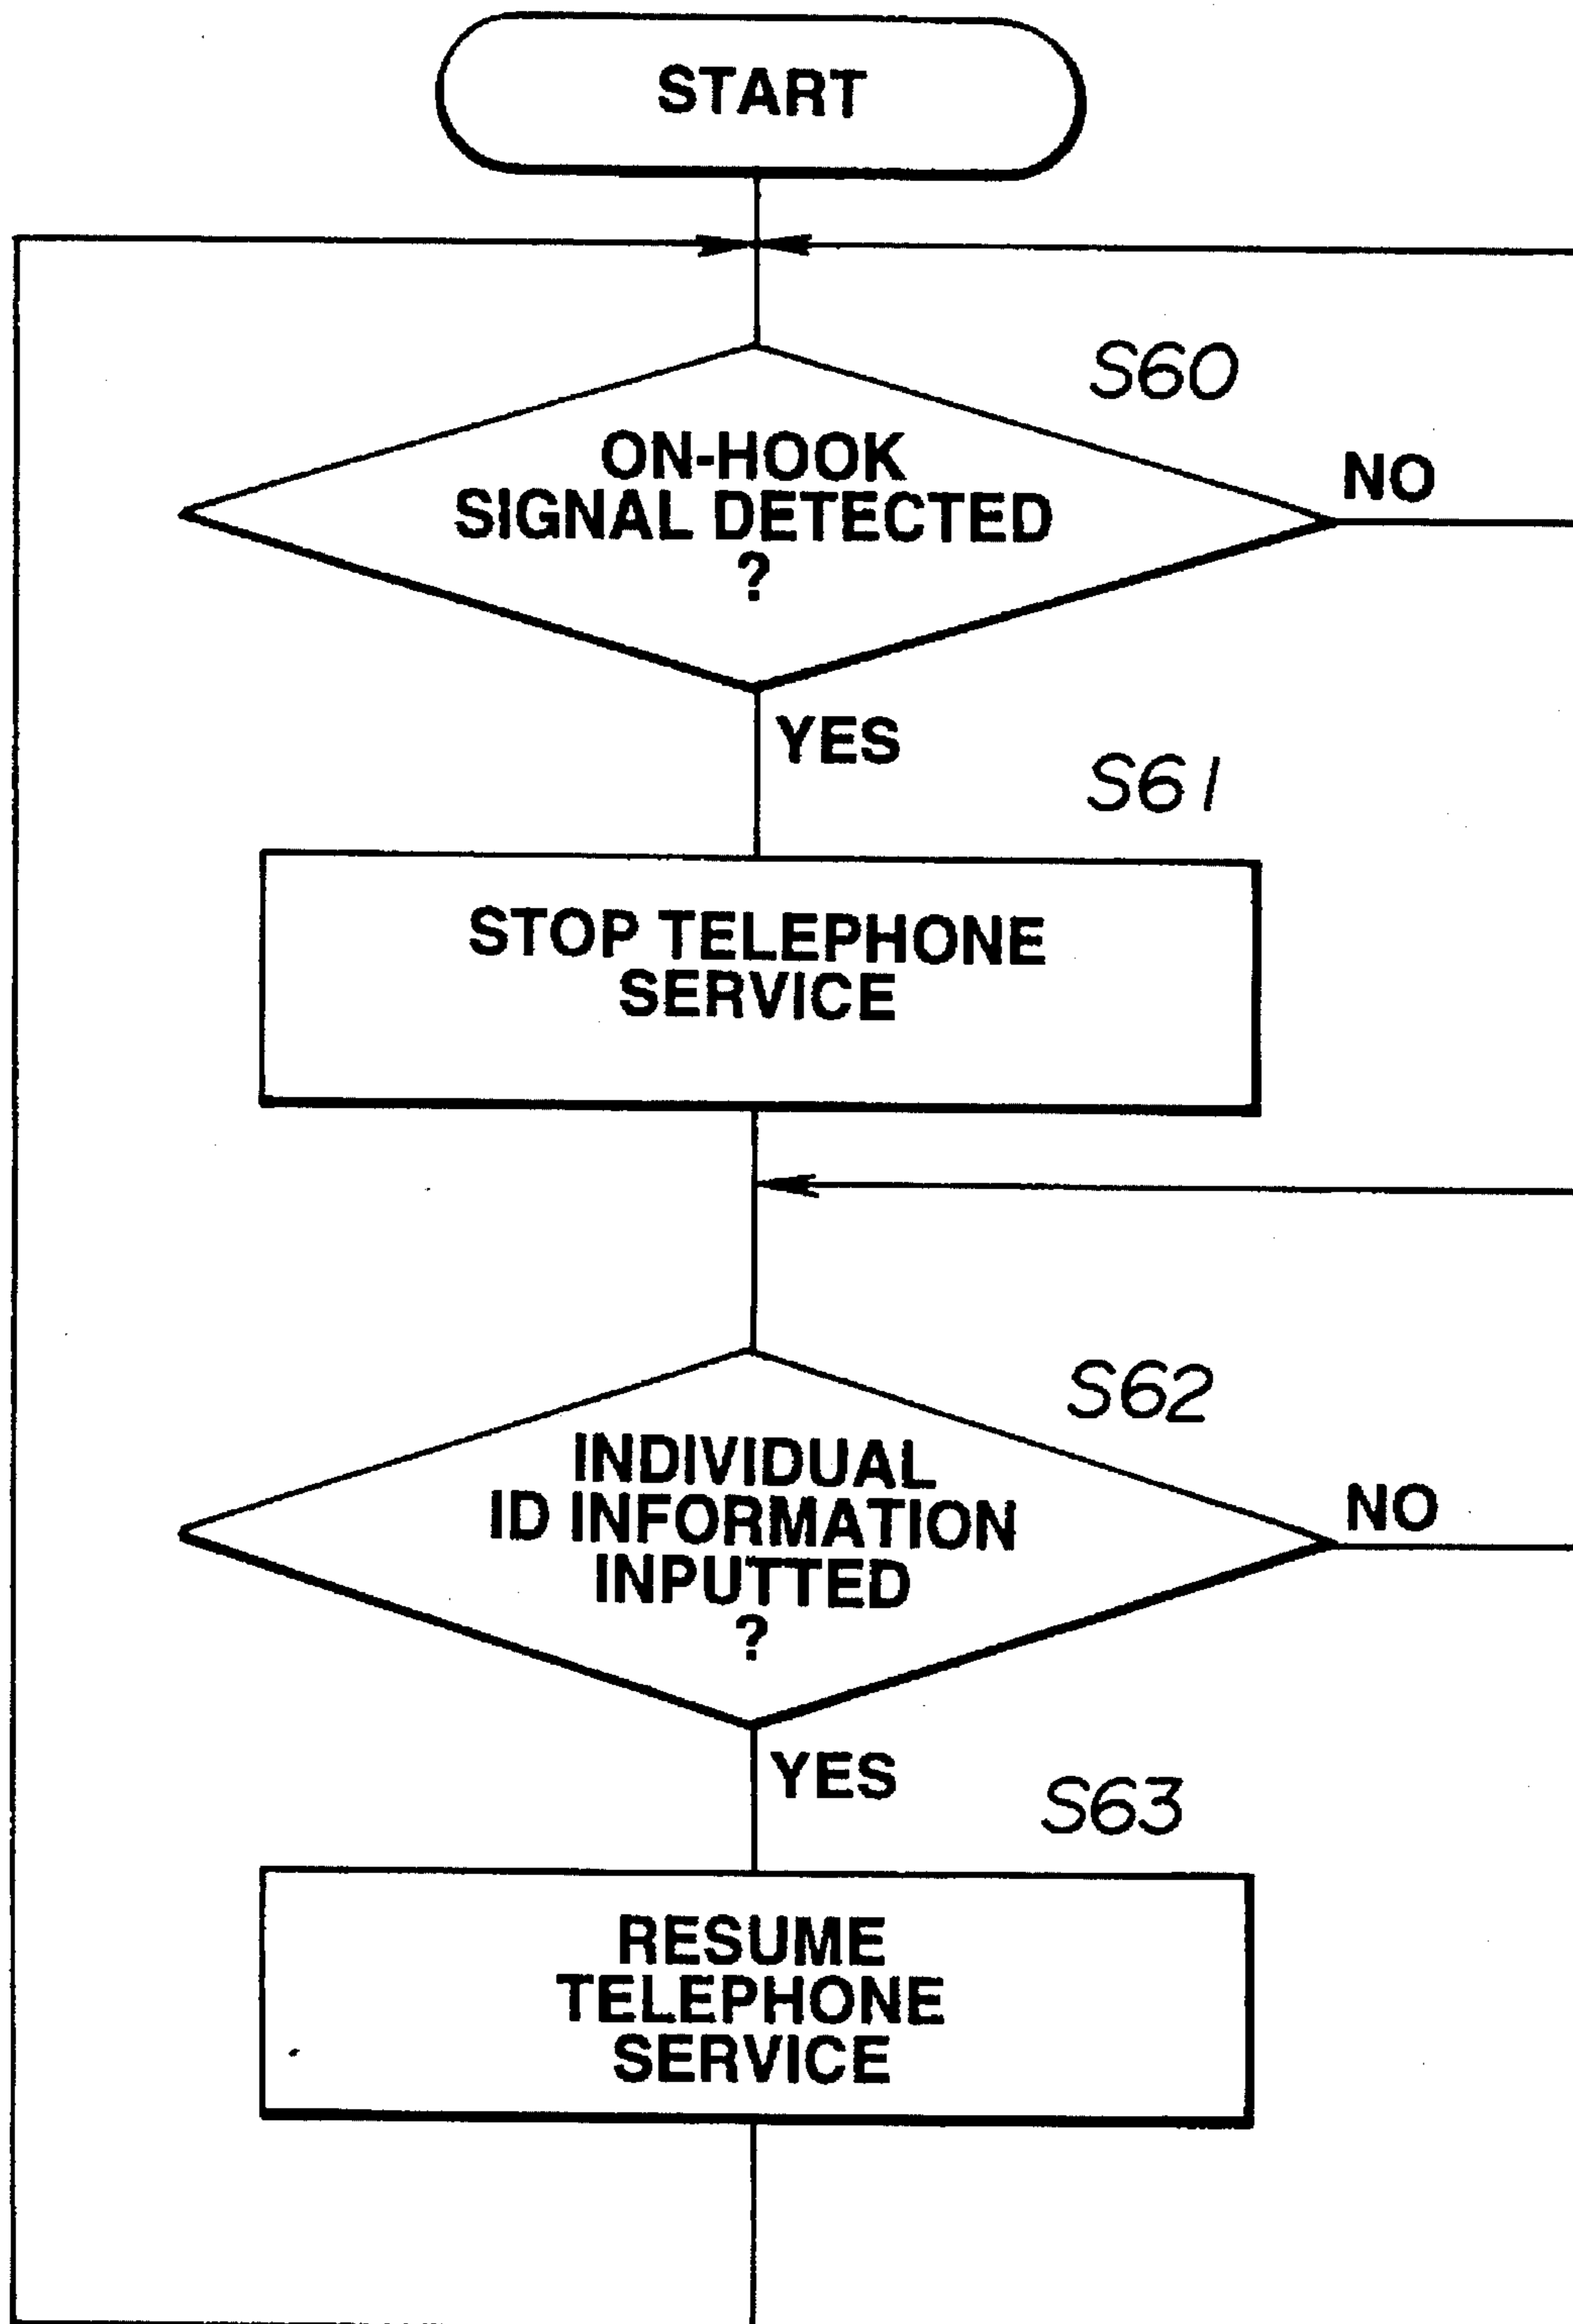 START
S60
ON-HOOK
SIGNAL DETECTED
?
NO
YES
S61
STOP TELEPHONE
SERVICE
S62
INDIVIDUAL
ID INFORMATION
INPUTTED
?
NO
YES
S63
RESUME
TELEPHONE
SERVICE